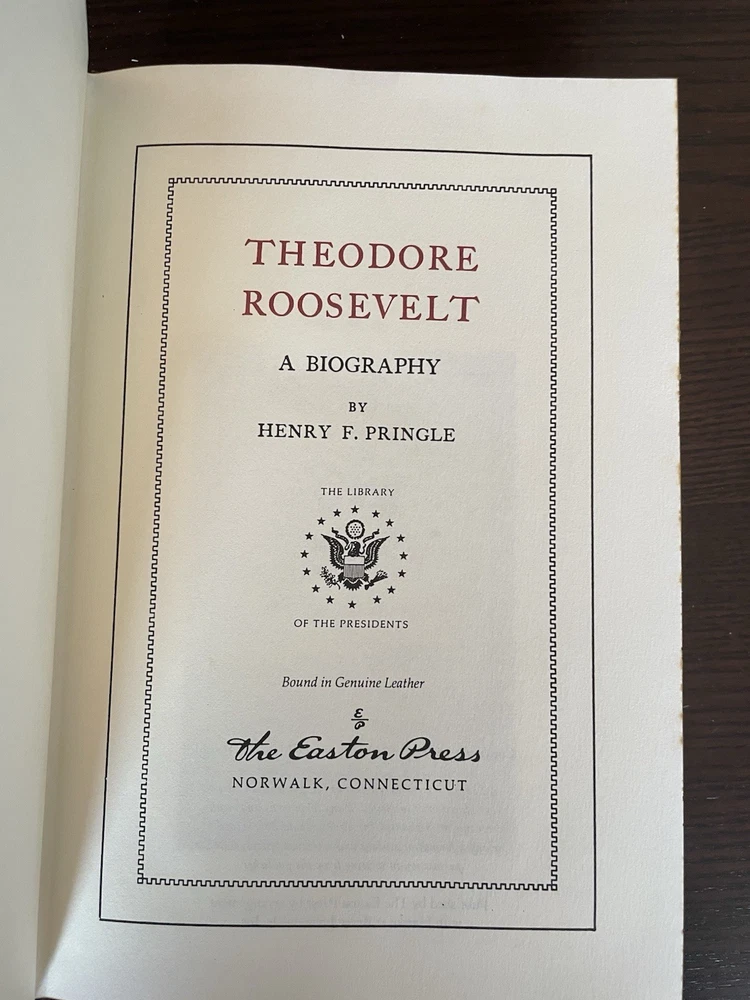 THEODORE
ROOSEVELT
A BIOGRAPHY
BY
HENRY F. PRINGLE
THE LIBRARY
OF THE PRESIDENTS
Bound in Genuine Leather
E
P
The Easton Press
NORWALK, CONNECTICUT